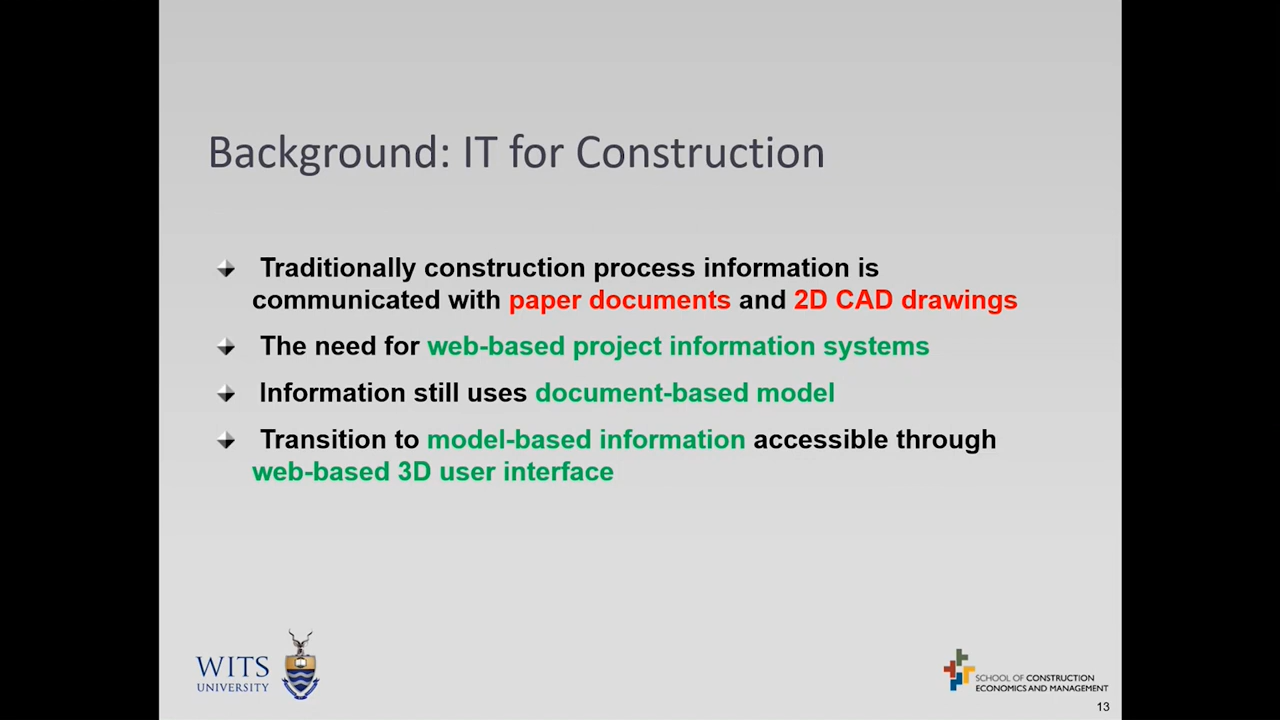 Background: IT for Construction
Traditionally construction process information is
communicated with paper documents and 2D CAD drawings
The need for web-based project information systems
Information still uses document-based model
Transition to model-based information accessible through
web-based 3D user interface
WITS
UNIVERSITY
SCHOOL OF CONSTRUCTION
ECONOMICS AND MANAGEMENT
13